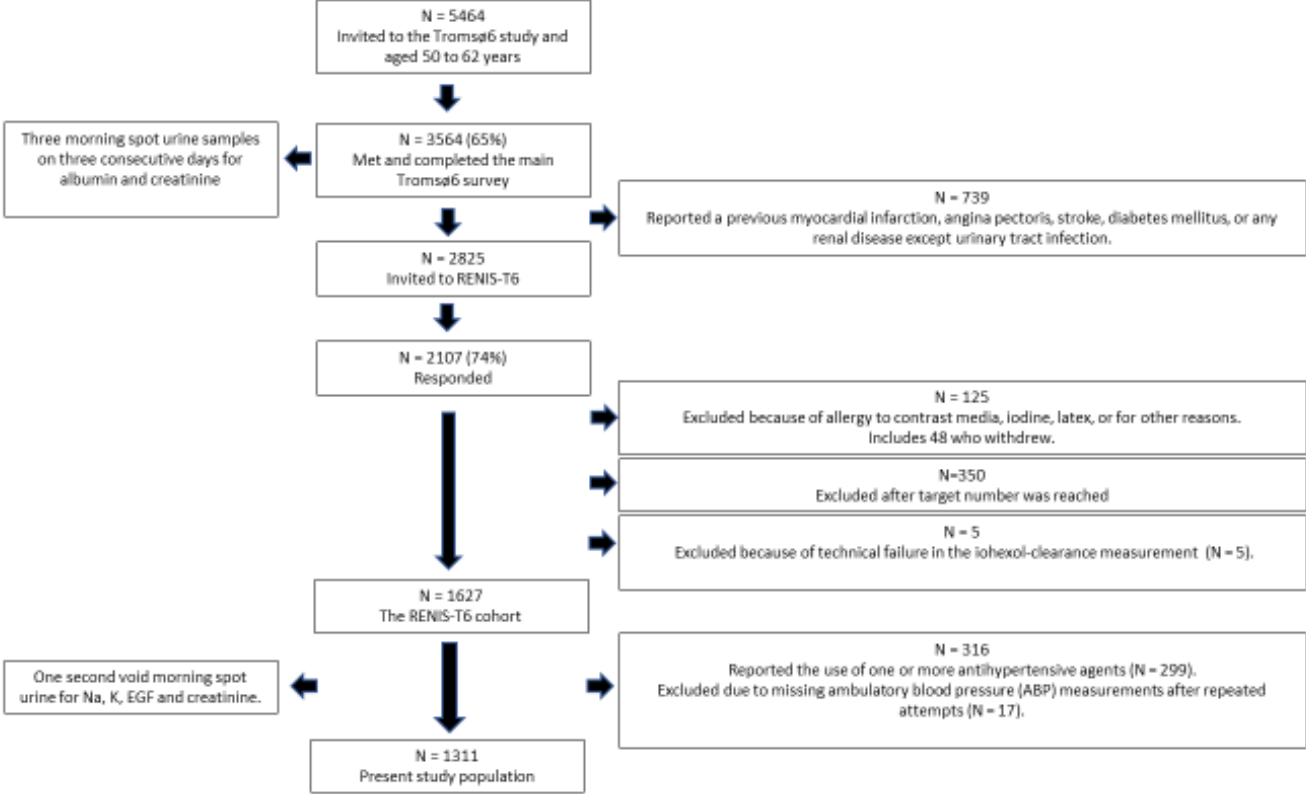 N = 5464
Invited to the Tromsø6 study and
aged 50 to 62 years
Three morning spot urine samples
on three consecutive days for
albumin and creatinine
N = 3564 (65%)
Met and completed the main
Tromsø6 survey
N = 739
Reported a previous myocardial infarction, angina pectoris, stroke, diabetes mellitus, or any
renal disease except urinary tract infection.
N = 2825
Invited to RENIS-T6
N = 2107 (74%)
Responded
N = 125
Excluded because of allergy to contrast media, iodine, latex, or for other reasons.
Includes 48 who withdrew.
N=350
Excluded after target number was reached
N = 5
Excluded because of technical failure in the iohexol-clearance measurement (N = 5).
N = 1627
The RENIS-T6 cohort
N = 316
Reported the use of one or more antihypertensive agents (N = 299).
Excluded due to missing ambulatory blood pressure (ABP) measurements after repeated
attempts (N = 17).
One second void morning spot
urine for Na, K, EGF and creatinine.
N = 1311
Present study population